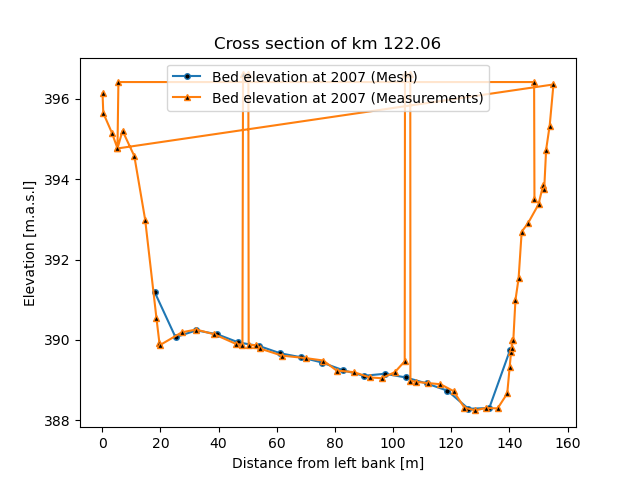 Cross section of km 122.06
Bed elevation at 2007 (Mesh)
Bed elevation at 2007 (Measurements)
396
394
392
390
388
Elevation [m.a.s.l]
0 20 40 60 80 100 120 140 160
Distance from left bank [m]